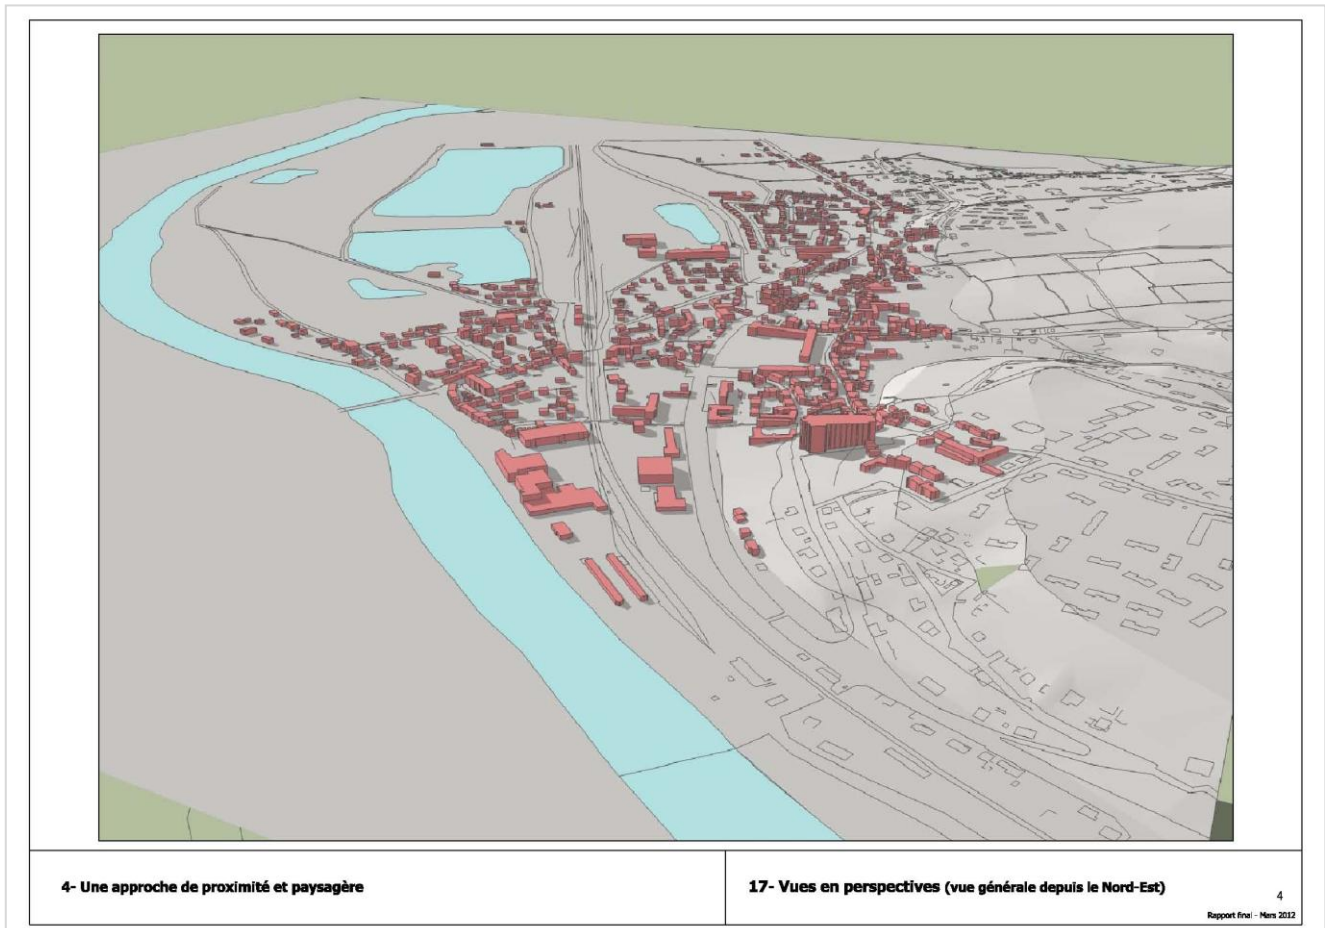 4- Une approche de proximité et paysagère
17- Vues en perspectives (vue générale depuis le Nord-Est)
4
Rapport final - Mars 2012